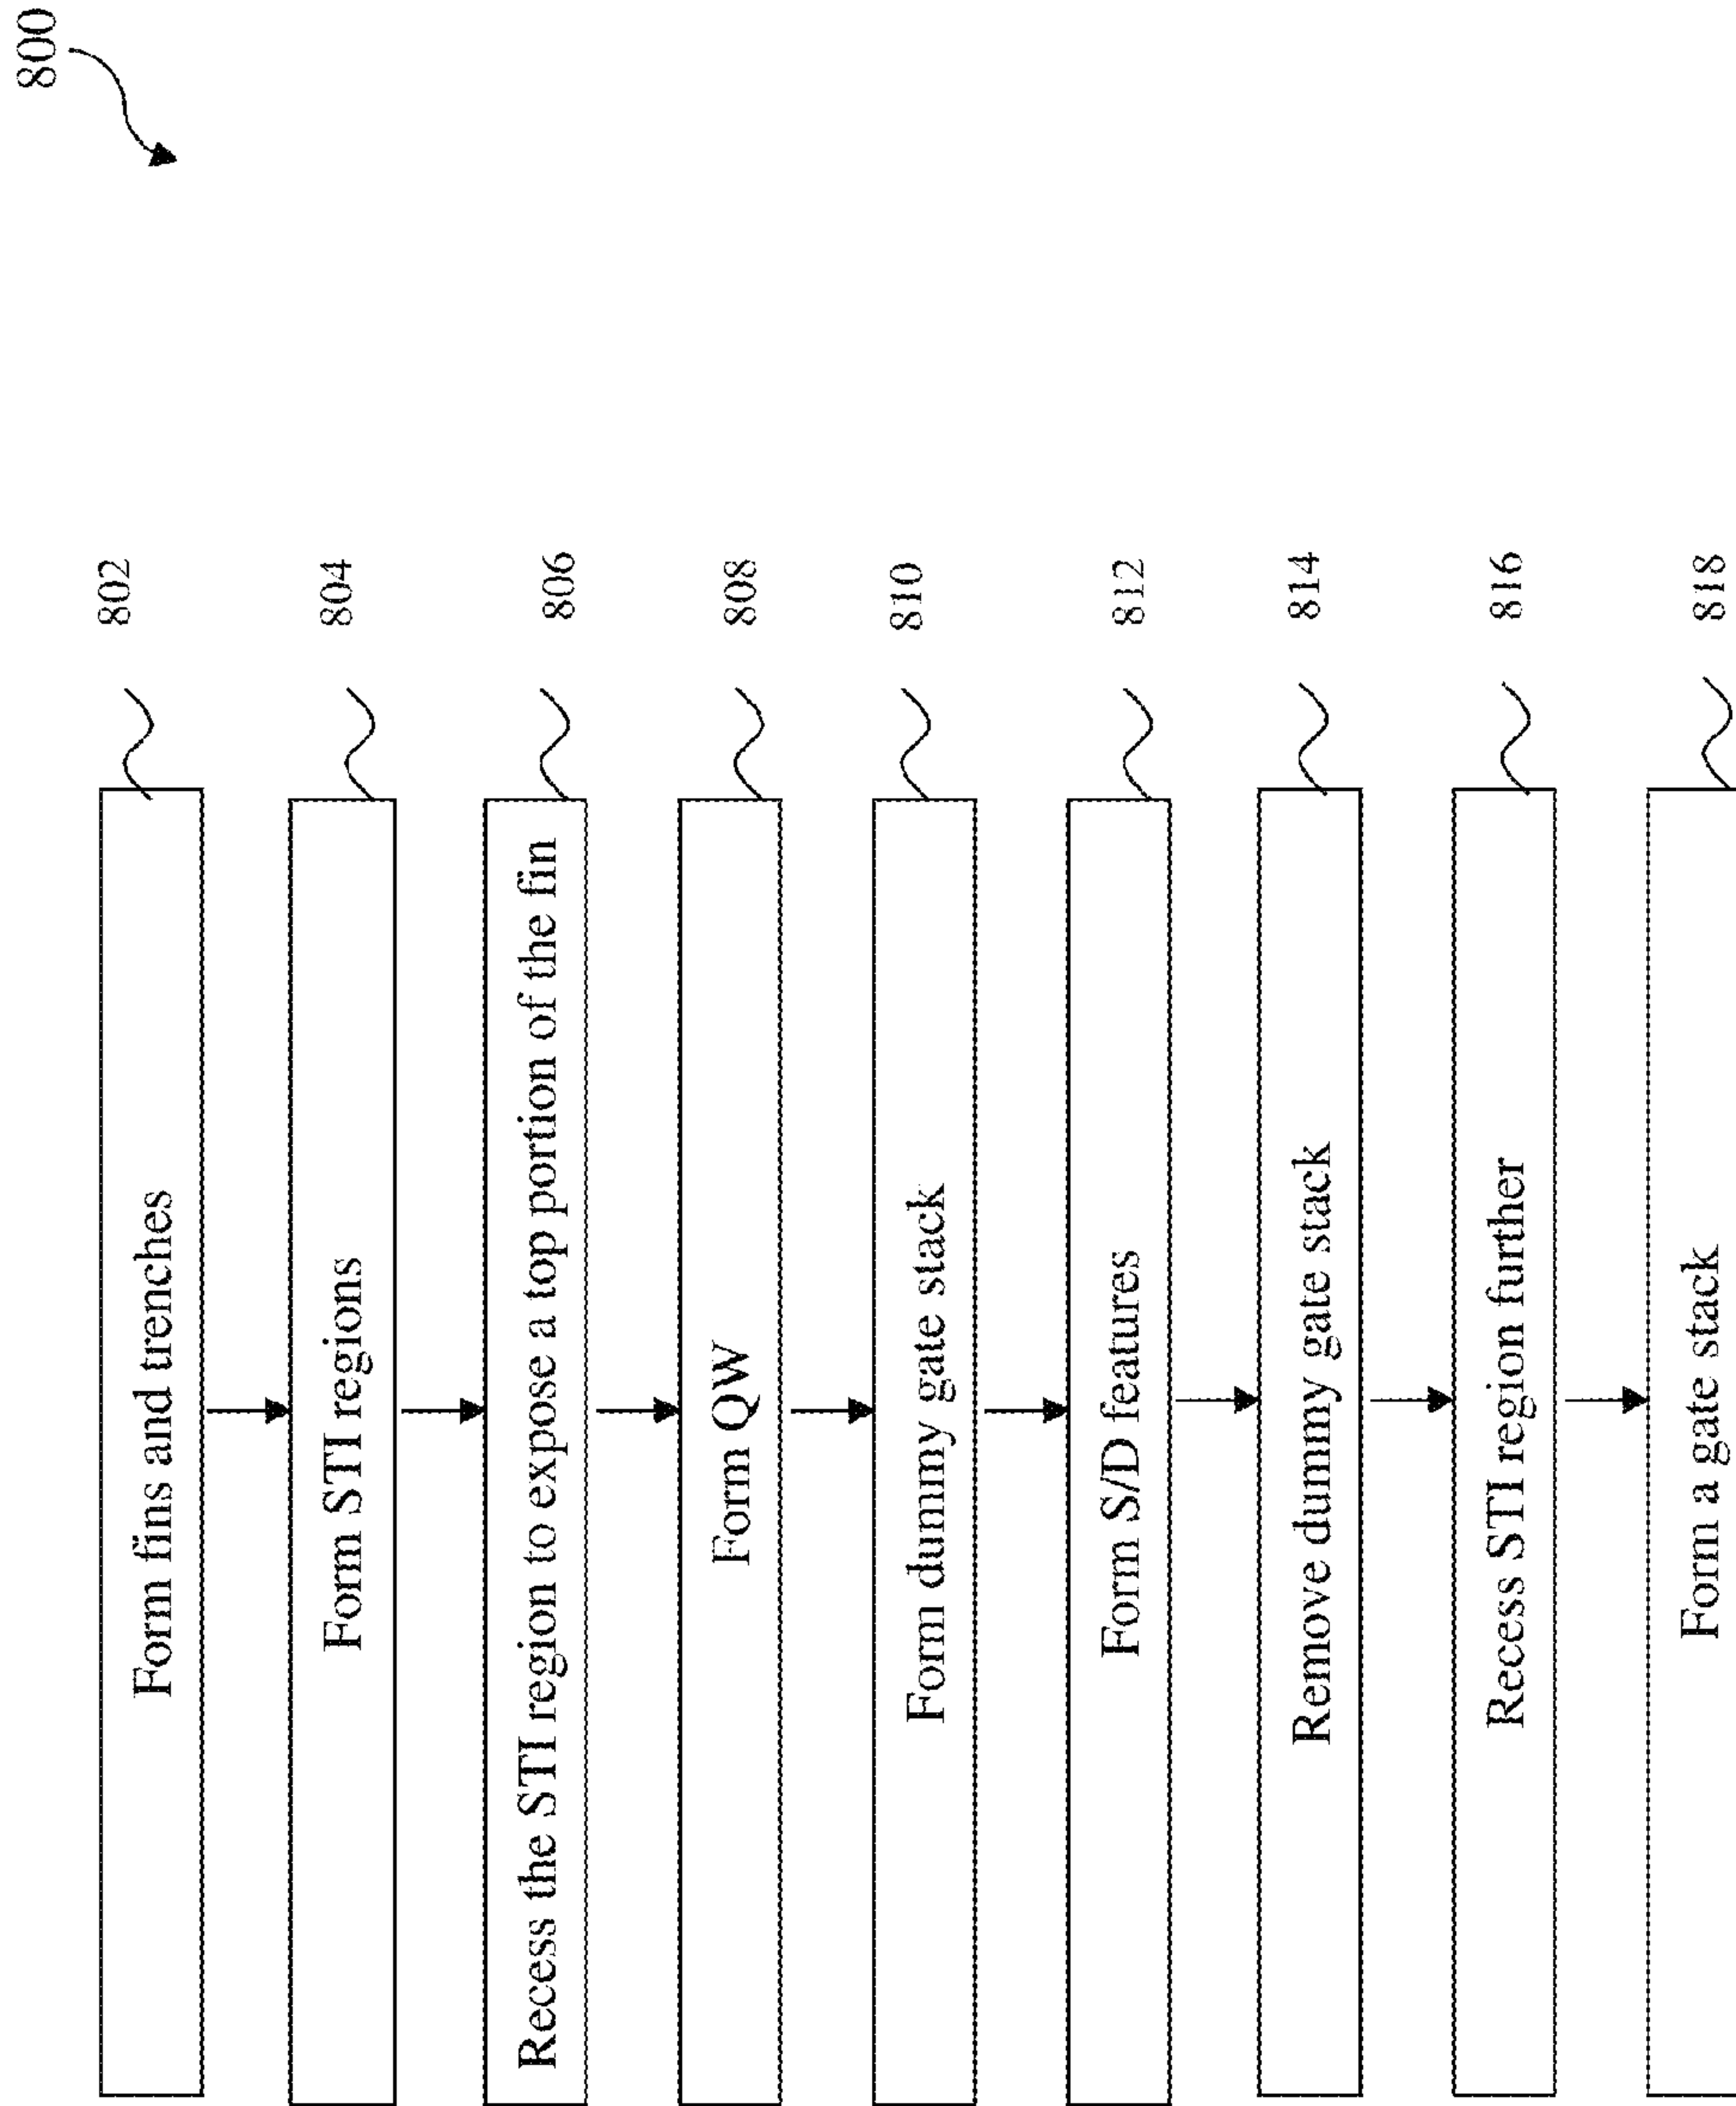 800
Form fins and trenches
802
Form STI regions
804
Recess the STI region to expose a top portion of the fin
806
Form QW
808
Form dummy gate stack
810
Form S/D features
812
Remove dummy gate stack
814
Recess STI region further
816
Form a gate stack
818